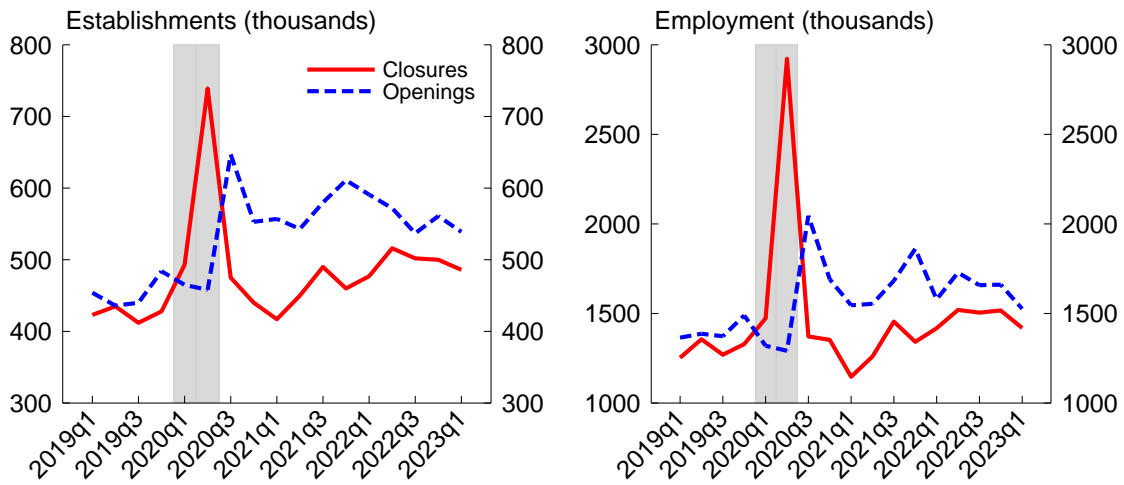 Establishments (thousands)
800
700
600
500
400
300
800
700
600
500
400
300
Closures
Openings
2019q1
2019q3
2020q1
2020q3
2021q1
2021q3
2022q1
2022q3
2023q1
Employment (thousands)
3000
2500
2000
1500
1000
3000
2500
2000
1500
1000
2019q1
2019q3
2020q1
2020q3
2021q1
2021q3
2022q1
2022q3
2023q1